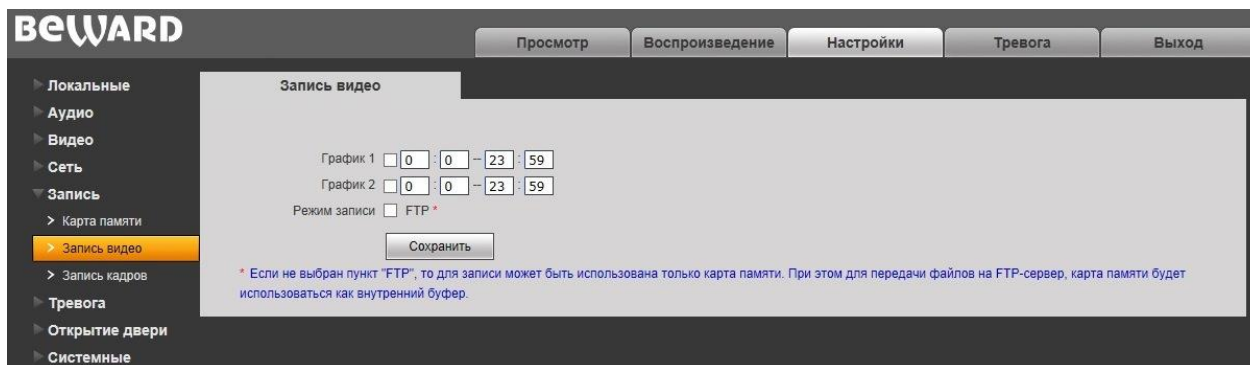 BEWARD
Просмотр Воспроизведение Настройки Тревога Выход
Локальные
Аудио
Видео
Сеть
Запись
> Карта памяти
> Запись видео
> Запись кадров
Тревога
Открытие двери
Системные
Запись видео
График 1 0 : 0 -- 23 : 59
График 2 0 : 0 -- 23 : 59
Режим записи FTP *
Сохранить
* Если не выбран пункт "FTP", то для записи может быть использована только карта памяти. При этом для передачи файлов на FTP-сервер, карта памяти будет
использоваться как внутренний буфер.